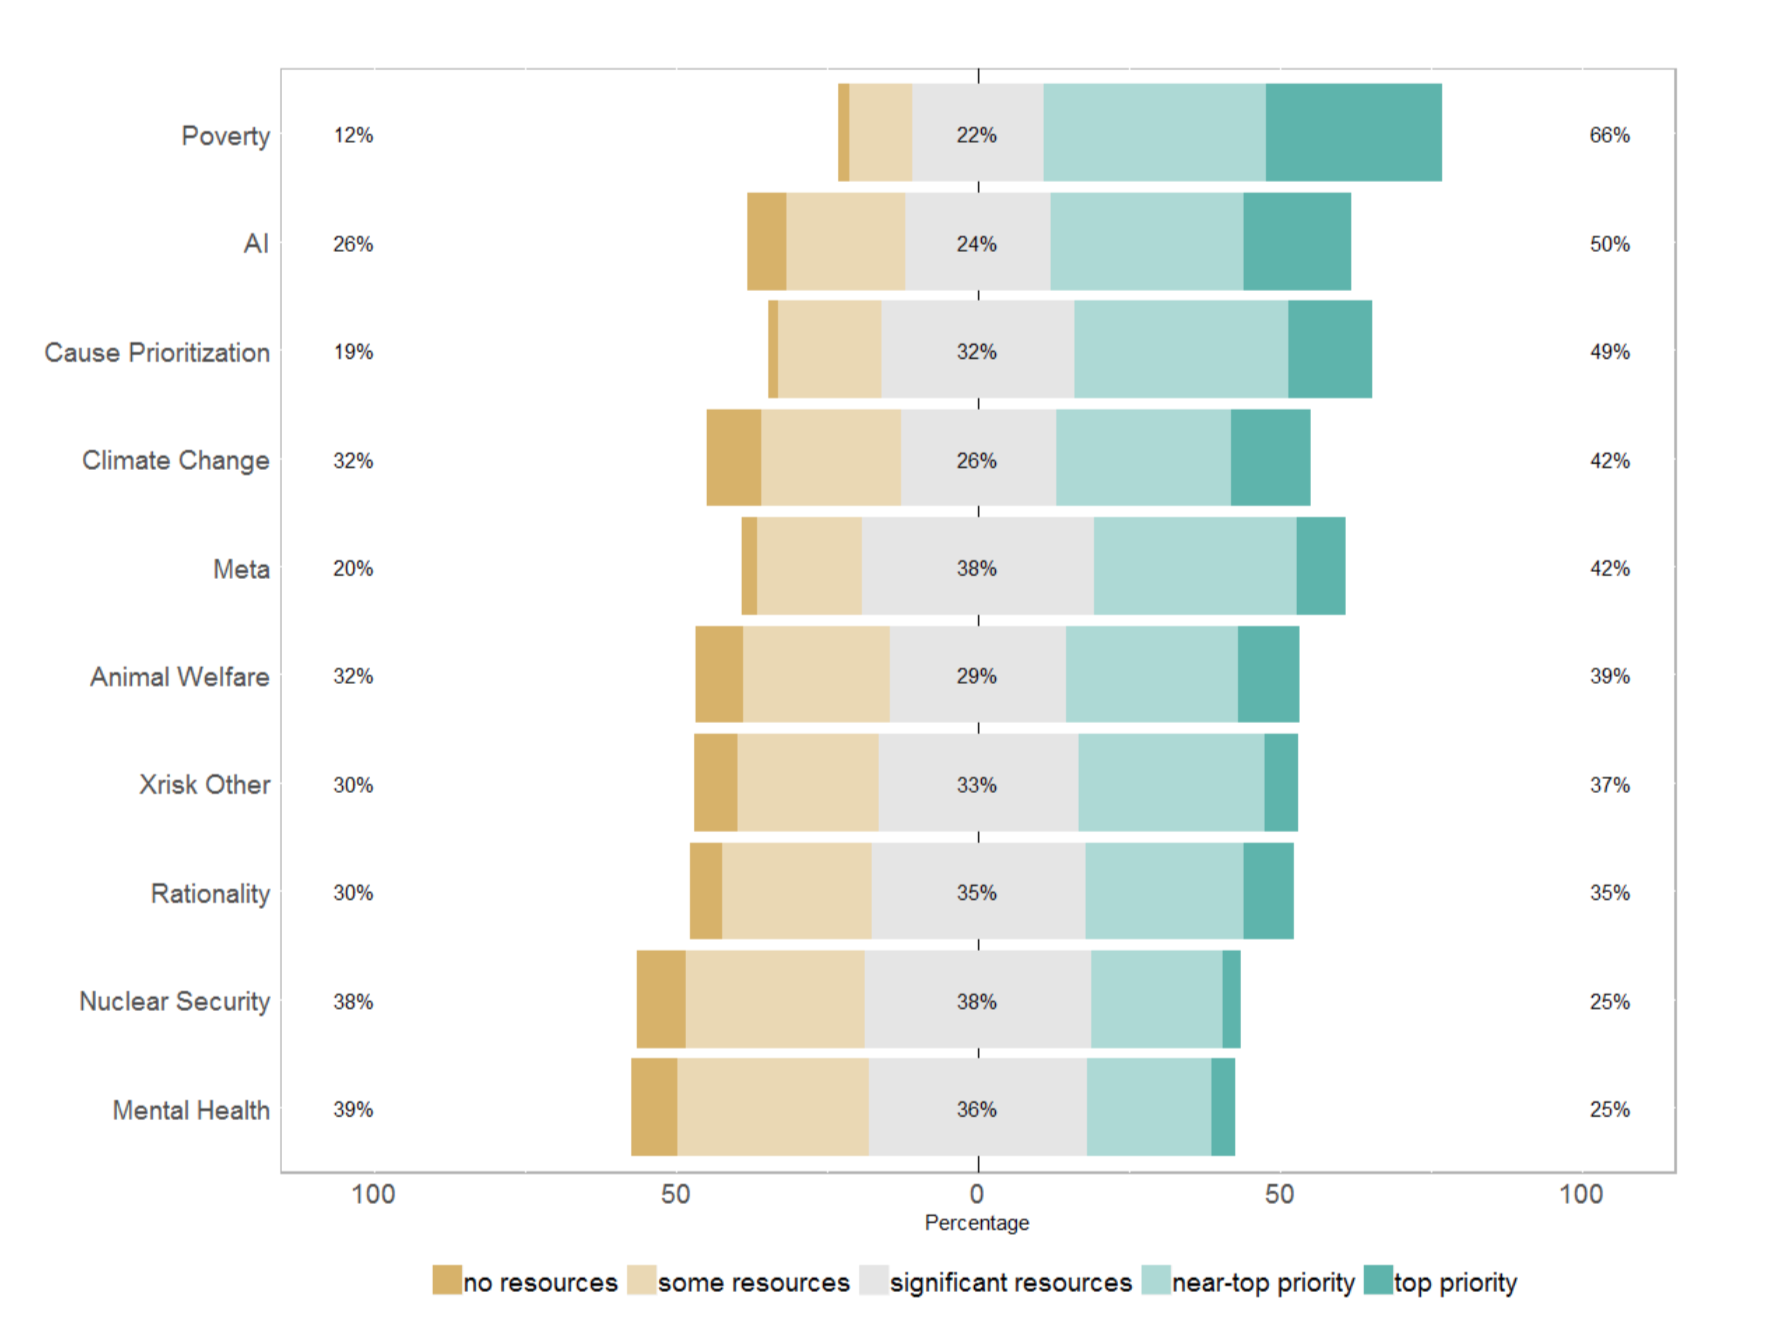 Poverty 12% 22% 66%
AI 26% 24% 50%
Cause Prioritization 19% 32% 49%
Climate Change 32% 26% 42%
Meta 20% 38% 42%
Animal Welfare 32% 29% 39%
Xrisk Other 30% 33% 37%
Rationality 30% 35% 35%
Nuclear Security 38% 38% 25%
Mental Health 39% 36% 25%
100 50 0 50 100
Percentage
no resources some resources significant resources near-top priority top priority